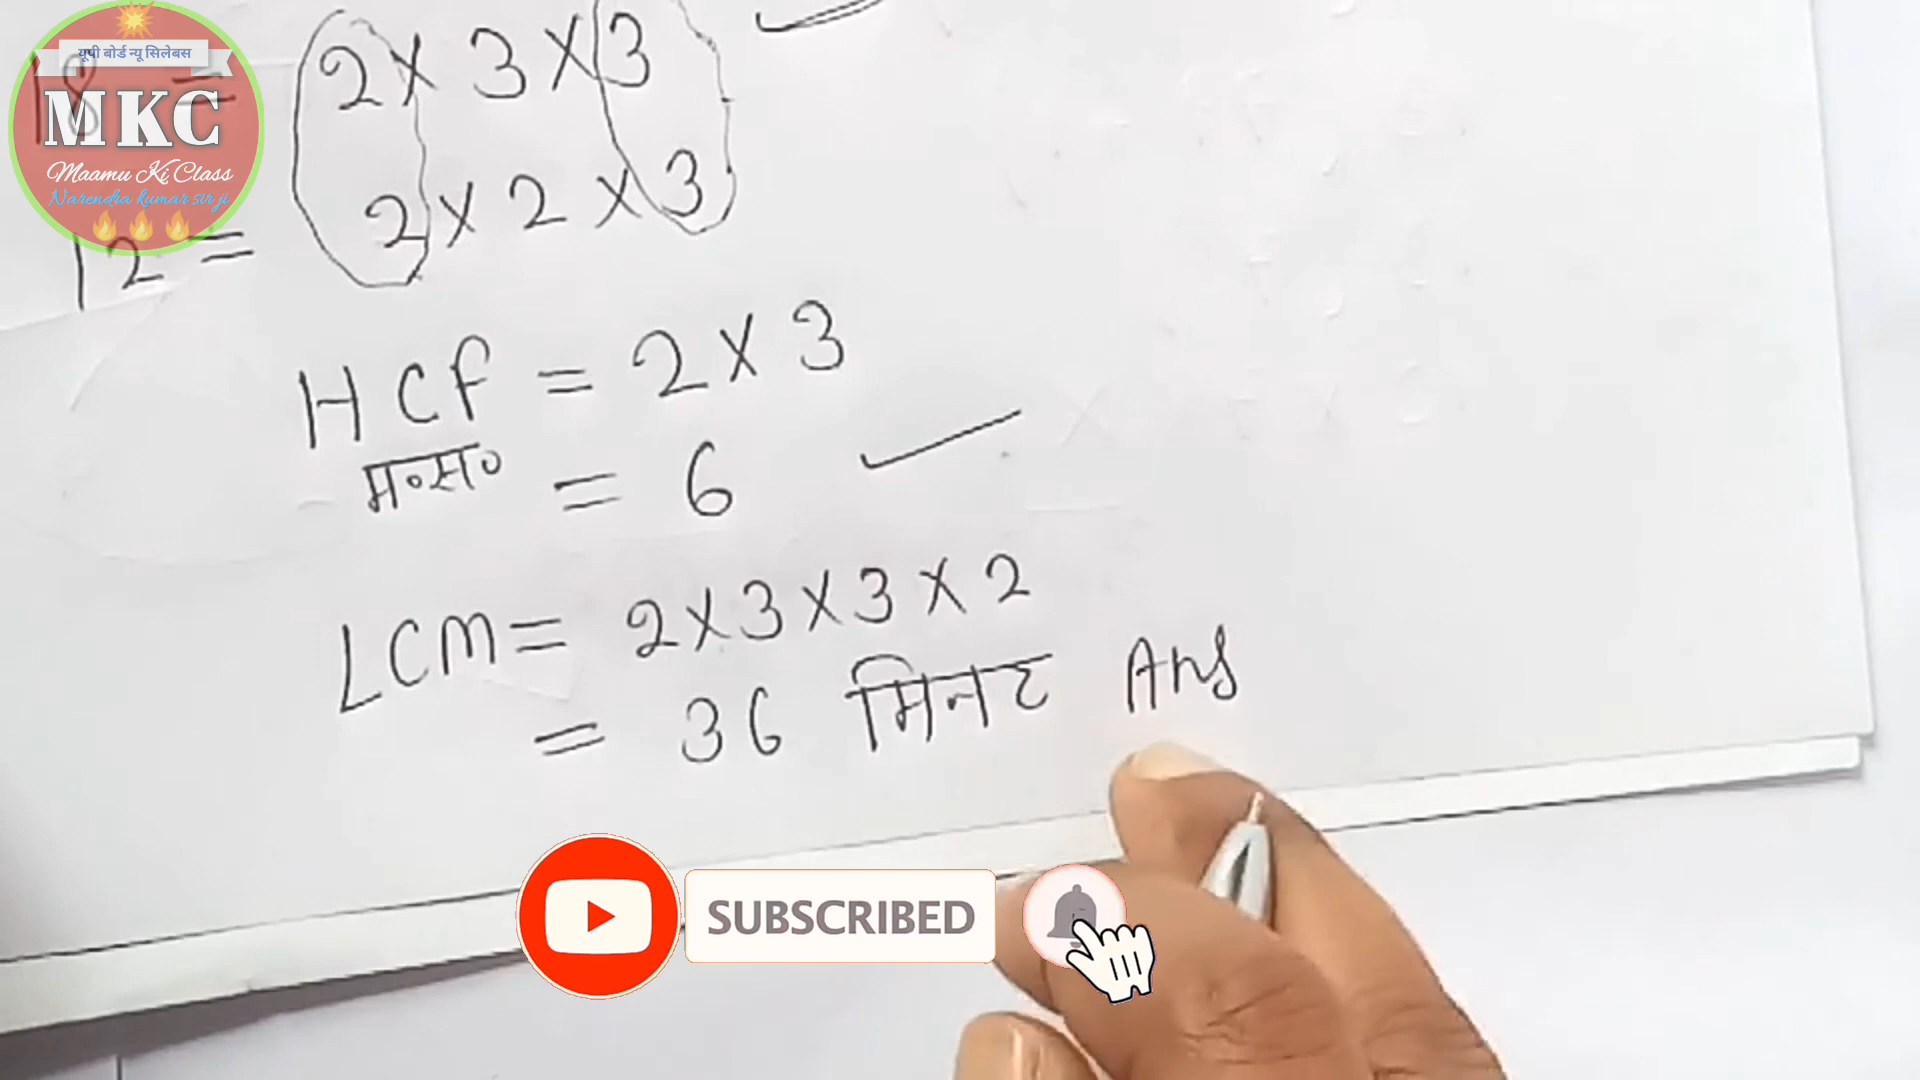 यूपी बोर्ड न्यू सिलेबस
MKC
Maamu Ki Class
Narendra kumar sir ji
18 = 2 × 3 × 3
12 = 2 × 2 × 3
HCF = 2 × 3
म॰स॰
= 6
LCM = 2 × 3 × 3 × 2
= 36 मिनट Ans
SUBSCRIBED